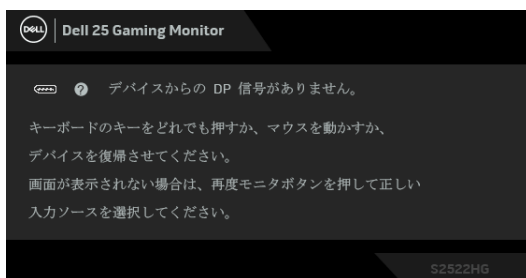 DELL Dell 25 Gaming Monitor
? デバイスからの DP 信号がありません。
キーボードのキーをどれでも押すか、マウスを動かすか、
デバイスを復帰させてください。
画面が表示されない場合は、再度モニタボタンを押して正しい
入力ソースを選択してください。
S2522HG